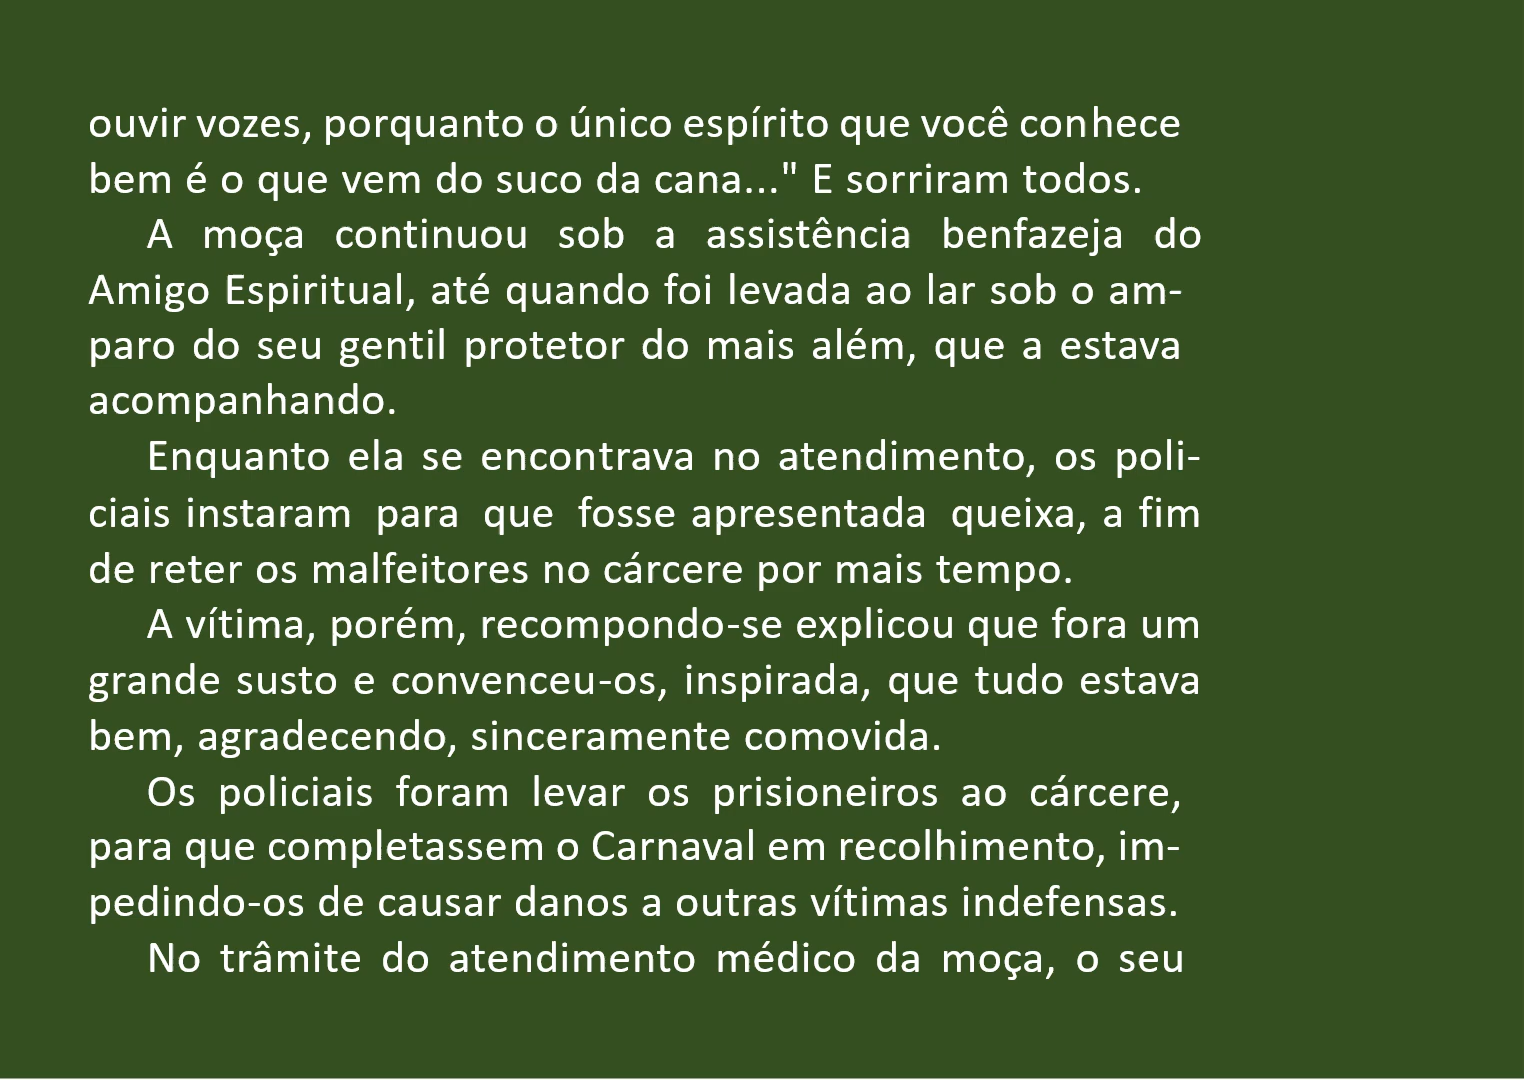 ouvir vozes, porquanto o único espírito que você conhece
bem é o que vem do suco da cana..." E sorriram todos.
A moça continuou sob a assistência benfazeja do
Amigo Espiritual, até quando foi levada ao lar sob o am-
paro do seu gentil protetor do mais além, que a estava
acompanhando.
Enquanto ela se encontrava no atendimento, os poli-
ciais instaram para que fosse apresentada queixa, a fim
de reter os malfeitores no cárcere por mais tempo.
A vítima, porém, recompondo-se explicou que fora um
grande susto e convenceu-os, inspirada, que tudo estava
bem, agradecendo, sinceramente comovida.
Os policiais foram levar os prisioneiros ao cárcere,
para que completassem o Carnaval em recolhimento, im-
pedindo-os de causar danos a outras vítimas indefensas.
No trâmite do atendimento médico da moça, o seu